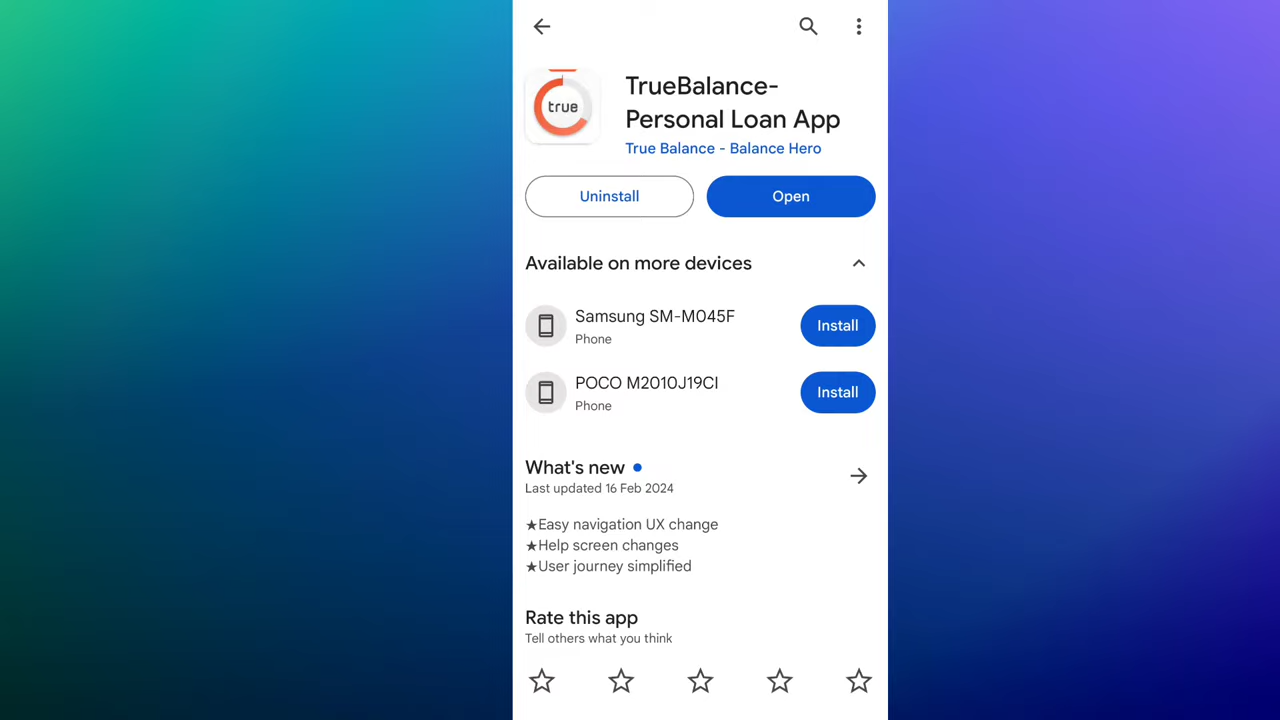 true
TrueBalance-
Personal Loan App
True Balance - Balance Hero
Uninstall
Open
Available on more devices
Samsung SM-M045F
Phone
Install
POCO M2010J19CI
Phone
Install
What's new
Last updated 16 Feb 2024
★Easy navigation UX change
★Help screen changes
★User journey simplified
Rate this app
Tell others what you think